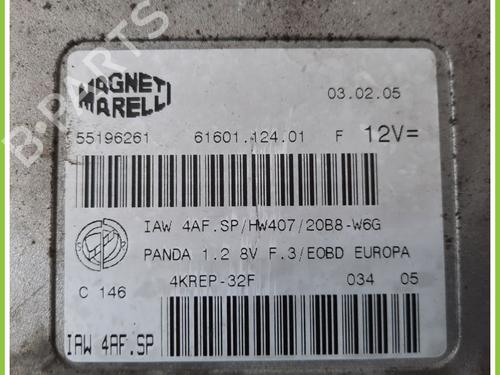 MAGNETI
MARELLI
03.02.05
55196261 61601.124.01 F 12V=
IAW 4AF.SP/HW407/20B8-W6G
PANDA 1.2 8V F.3/EOBD EUROPA
4KREP-32F 034 05
C 146
IAW 4AF.SP
B-PARTS